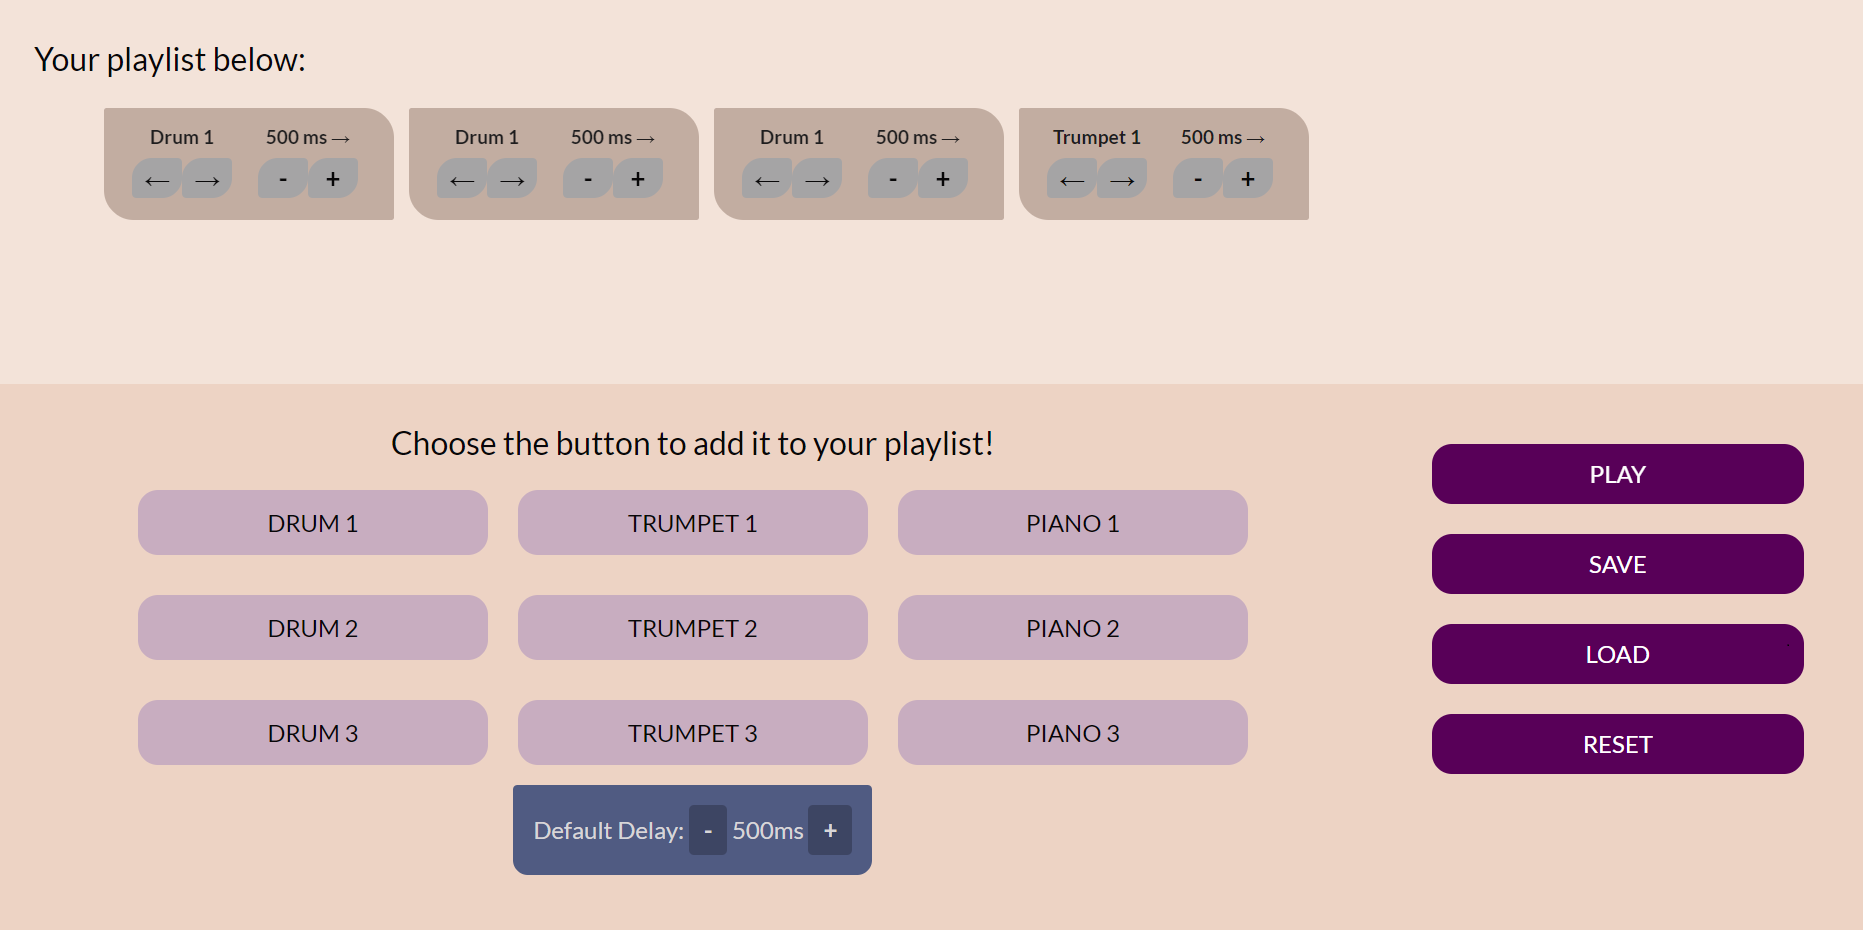 Your playlist below:
Drum 1 500 ms→ Drum 1 500 ms→ Drum 1 500 ms→ Trumpet 1 500 ms→
← → - + ← → - + ← → - + ← → - +
Choose the button to add it to your playlist!
DRUM 1 TRUMPET 1 PIANO 1
DRUM 2 TRUMPET 2 PIANO 2
DRUM 3 TRUMPET 3 PIANO 3
Default Delay: - 500ms +
PLAY
SAVE
LOAD
RESET